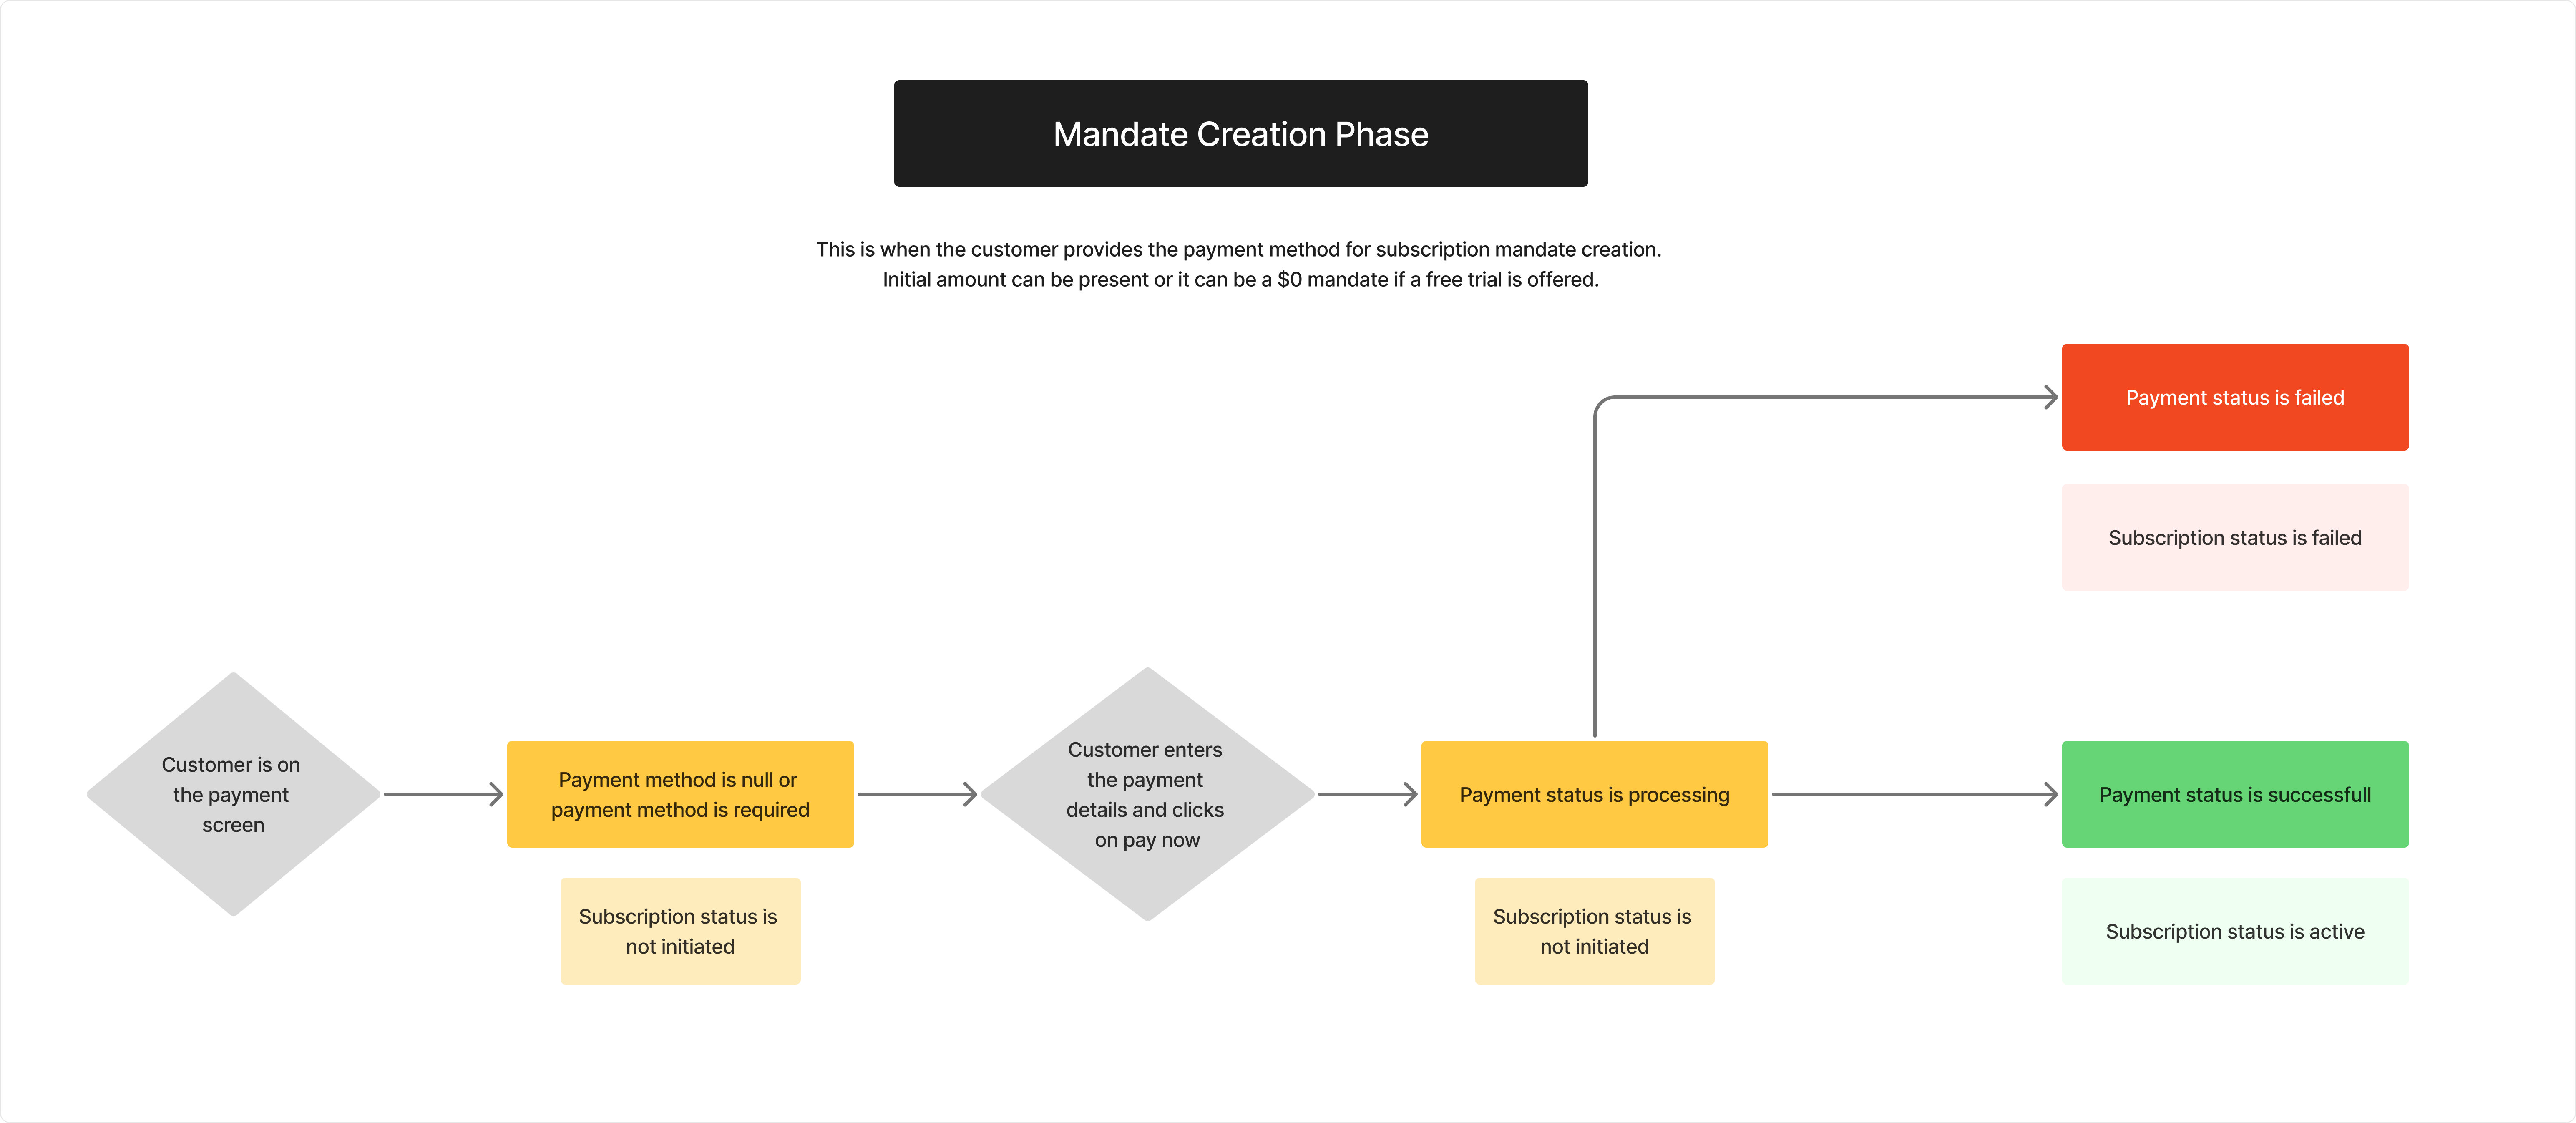 Mandate Creation Phase
This is when the customer provides the payment method for subscription mandate creation.
Initial amount can be present or it can be a $0 mandate if a free trial is offered.
Customer is on
the payment
screen
Payment method is null or
payment method is required
Subscription status is
not initiated
Customer enters
the payment
details and clicks
on pay now
Payment status is processing
Subscription status is
not initiated
Payment status is failed
Subscription status is failed
Payment status is successfull
Subscription status is active